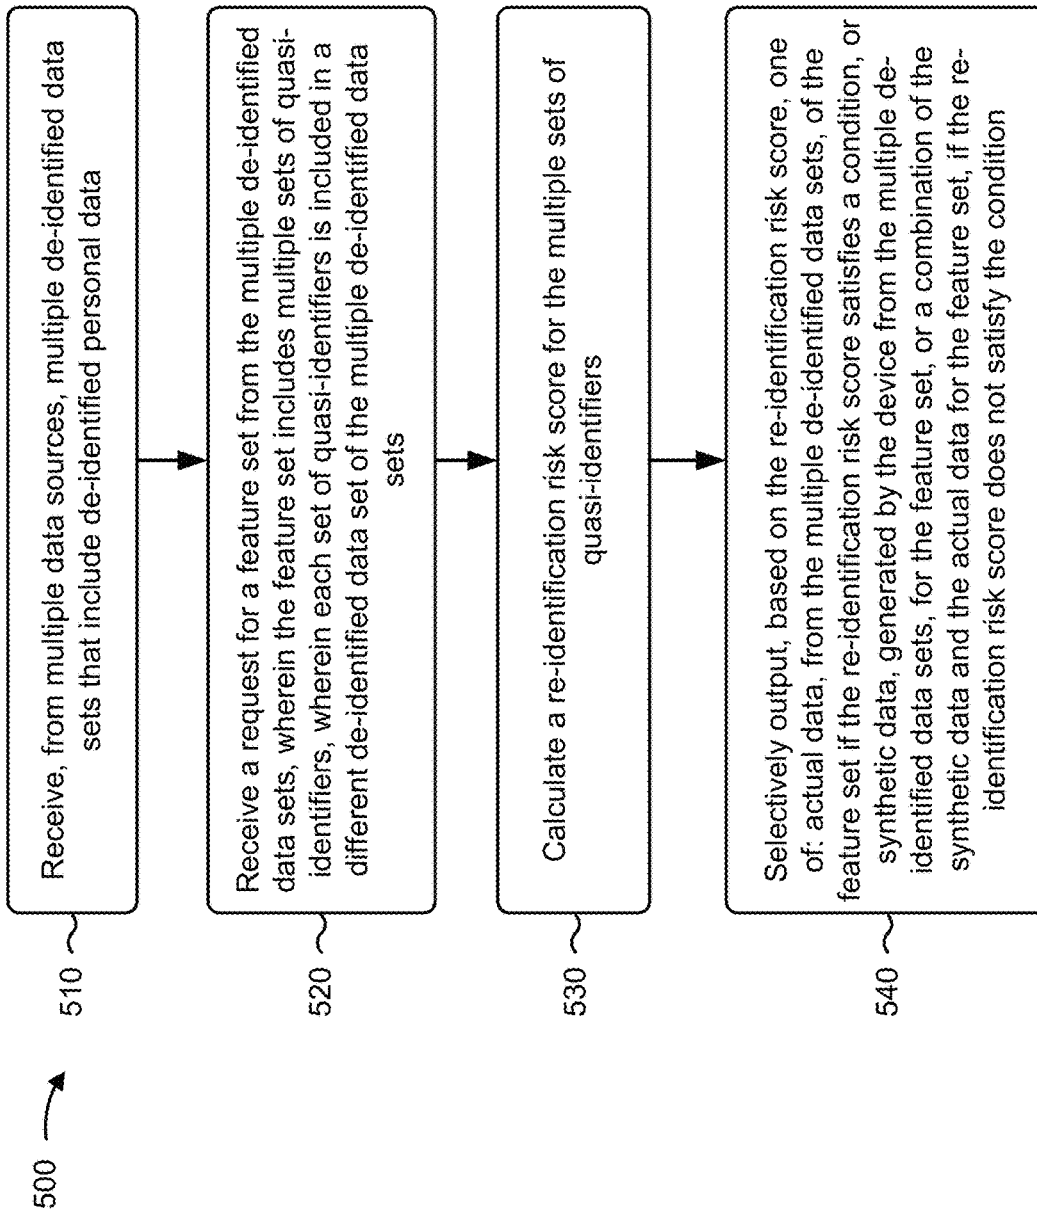 500
510
Receive, from multiple data sources, multiple de-identified data
sets that include de-identified personal data
520
Receive a request for a feature set from the multiple de-identified
data sets, wherein the feature set includes multiple sets of quasi-
identifiers, wherein each set of quasi-identifiers is included in a
different de-identified data set of the multiple de-identified data
sets
530
Calculate a re-identification risk score for the multiple sets of
quasi-identifiers
540
Selectively output, based on the re-identification risk score, one
of: actual data, from the multiple de-identified data sets, of the
feature set if the re-identification risk score satisfies a condition, or
synthetic data, generated by the device from the multiple de-
identified data sets, for the feature set, or a combination of the
synthetic data and the actual data for the feature set, if the re-
identification risk score does not satisfy the condition